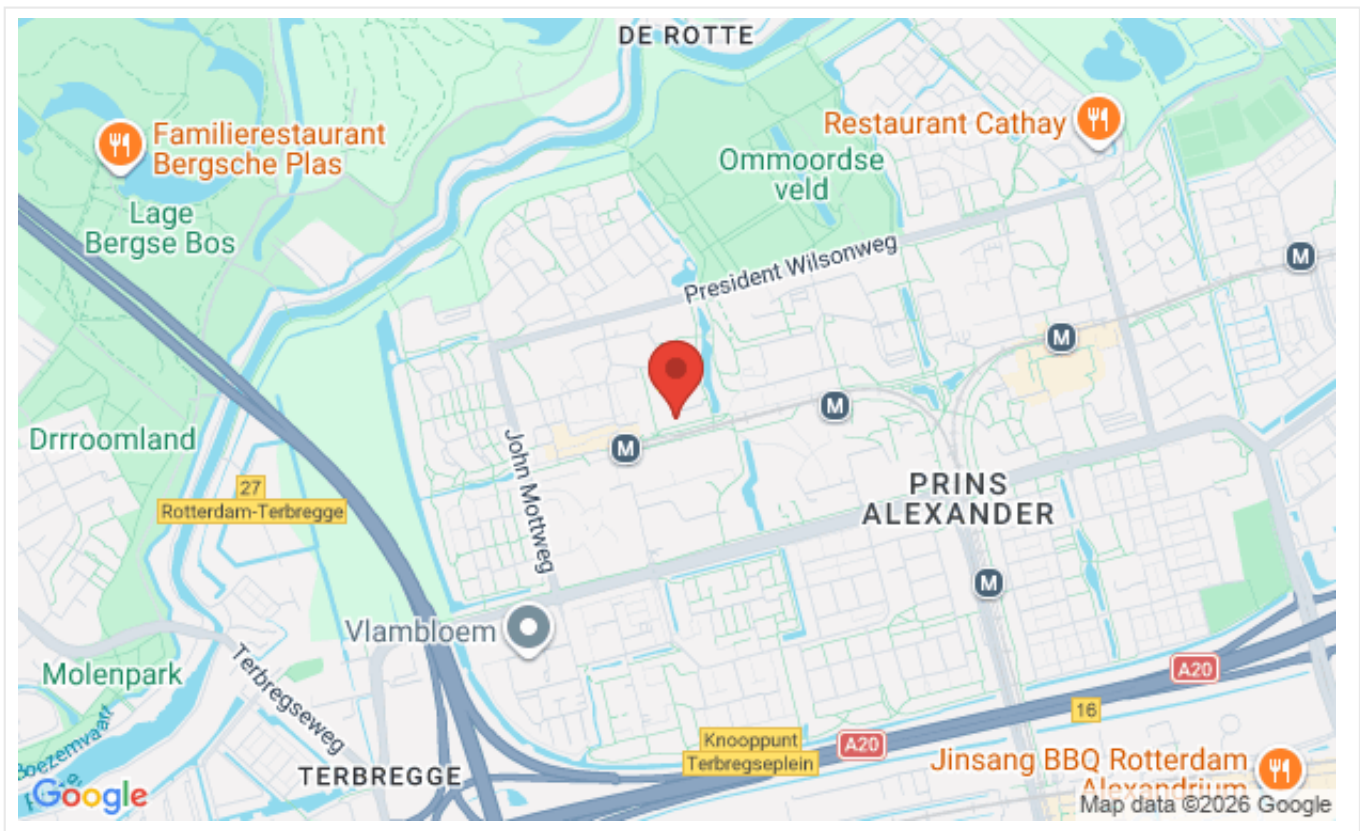 DE ROTTE
Familierestaurant
Bergsche Plas
Restaurant Cathay
Ommoordse
veld
Lage
Bergse Bos
President Wilsonweg
M
M
M
M
M
Drrroomland
John Mottweg
27
Rotterdam-Terbregge
PRINS
ALEXANDER
Vlambloem
Molenpark
Terbregseweg
A20
16
Knooppunt
Terbregseplein
A20
Jinsang BBQ Rotterdam
Alexandrium
TERBREGGE
Boezemvaart
Google
Map data ©2026 Google